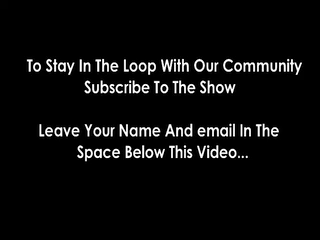 To Stay In The Loop With Our Community
Subscribe To The Show
Leave Your Name And email In The
Space Below This Video...